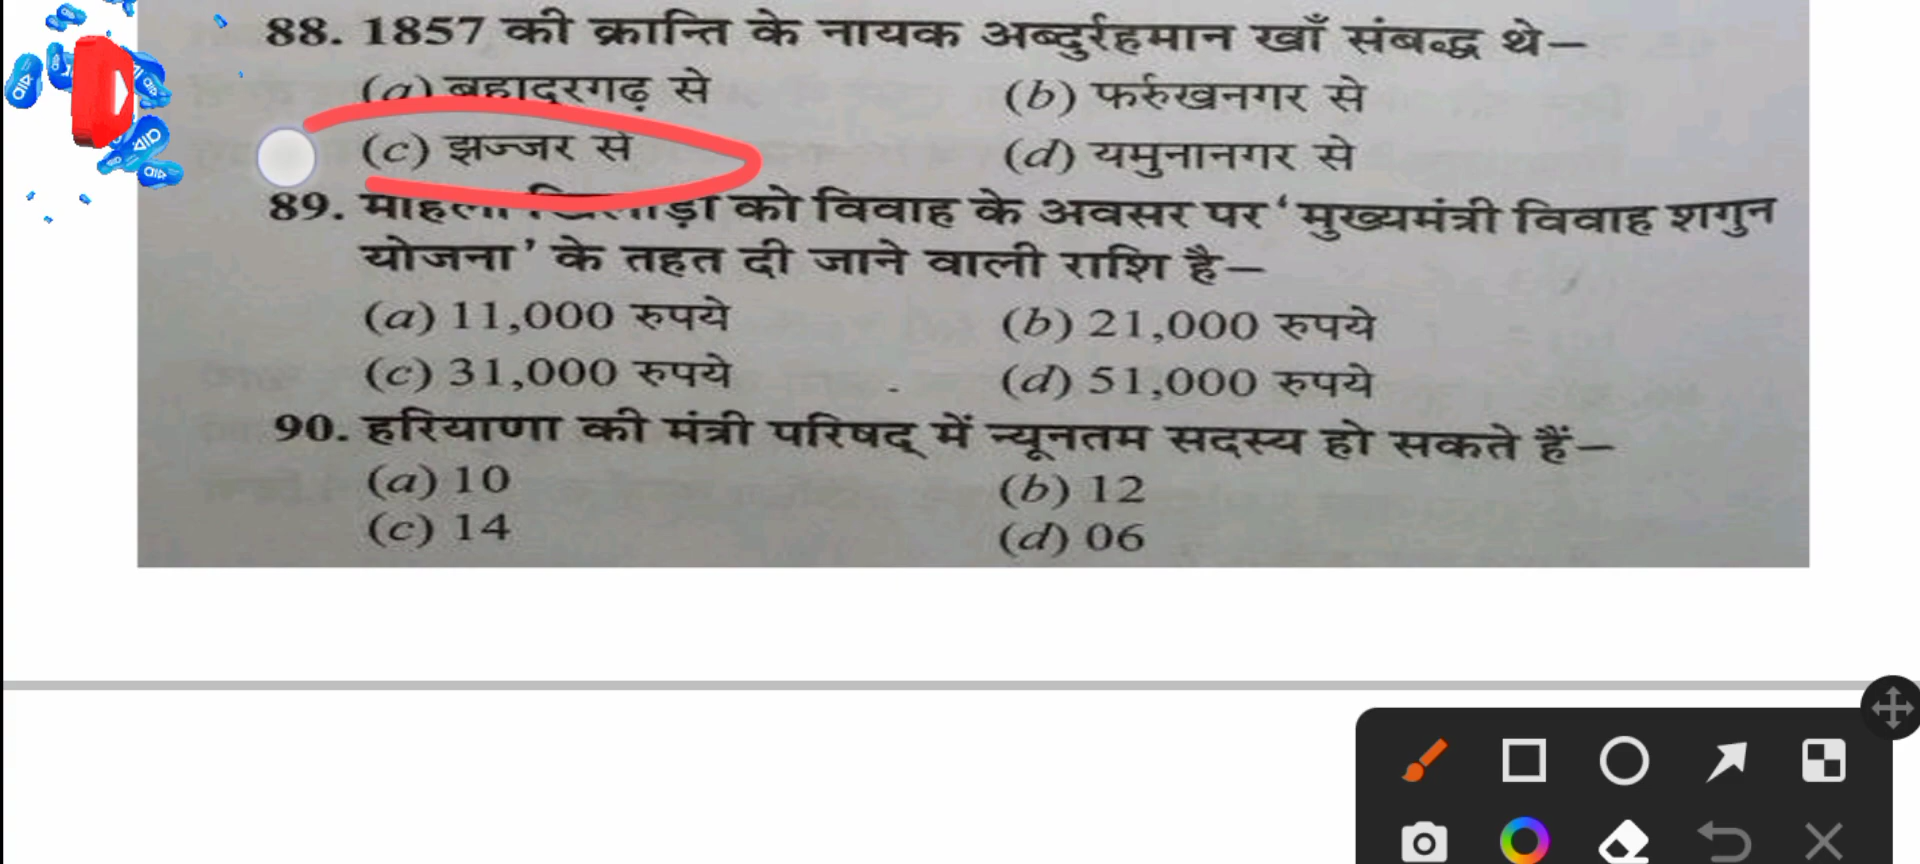 88. 1857 की क्रान्ति के नायक अब्दुर्रहमान खाँ संबद्ध थे–
(a) बहादुरगढ़ से (b) फर्रुखनगर से
(c) झज्जर से (d) यमुनानगर से
89. महिला खिलाड़ी को विवाह के अवसर पर 'मुख्यमंत्री विवाह शगुन
योजना' के तहत दी जाने वाली राशि है–
(a) 11,000 रुपये (b) 21,000 रुपये
(c) 31,000 रुपये (d) 51,000 रुपये
90. हरियाणा की मंत्री परिषद् में न्यूनतम सदस्य हो सकते हैं–
(a) 10 (b) 12
(c) 14 (d) 06